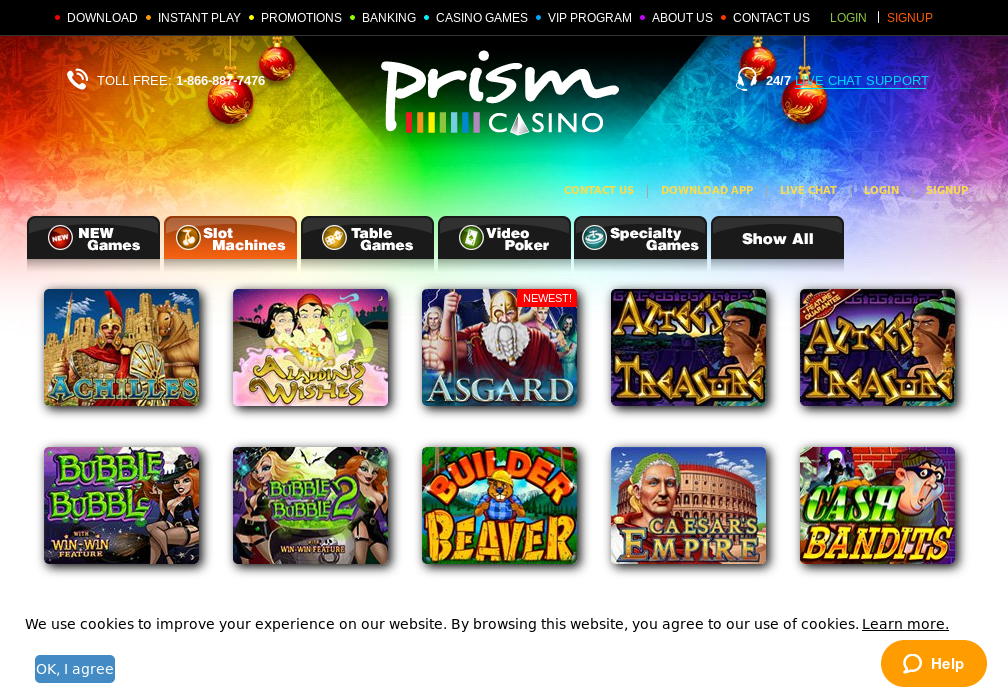 DOWNLOAD INSTANT PLAY PROMOTIONS BANKING CASINO GAMES VIP PROGRAM ABOUT US CONTACT US LOGIN SIGNUP
TOLL FREE: 1-866-887-7476
prism
CASINO
24/7 LIVE CHAT SUPPORT
CONTACT US | DOWNLOAD APP | LIVE CHAT | LOGIN | SIGNUP
NEW NEW Games
Slot Machines
Table Games
Video Poker
Specialty Games
Show All
ACHILLES
ALADDIN'S WISHES
NEWEST!
ASGARD
AZTEC'S TREASURE
WITH FEATURE GUARANTEE
AZTEC'S TREASURE
BUBBLE BUBBLE
WITH
WIN-WIN
FEATURE
BUBBLE BUBBLE 2
WITH
WIN-WIN FEATURE
BUILDER BEAVER
CAESAR'S EMPIRE
CASH BANDITS
We use cookies to improve your experience on our website. By browsing this website, you agree to our use of cookies. Learn more.
OK, I agree
Help